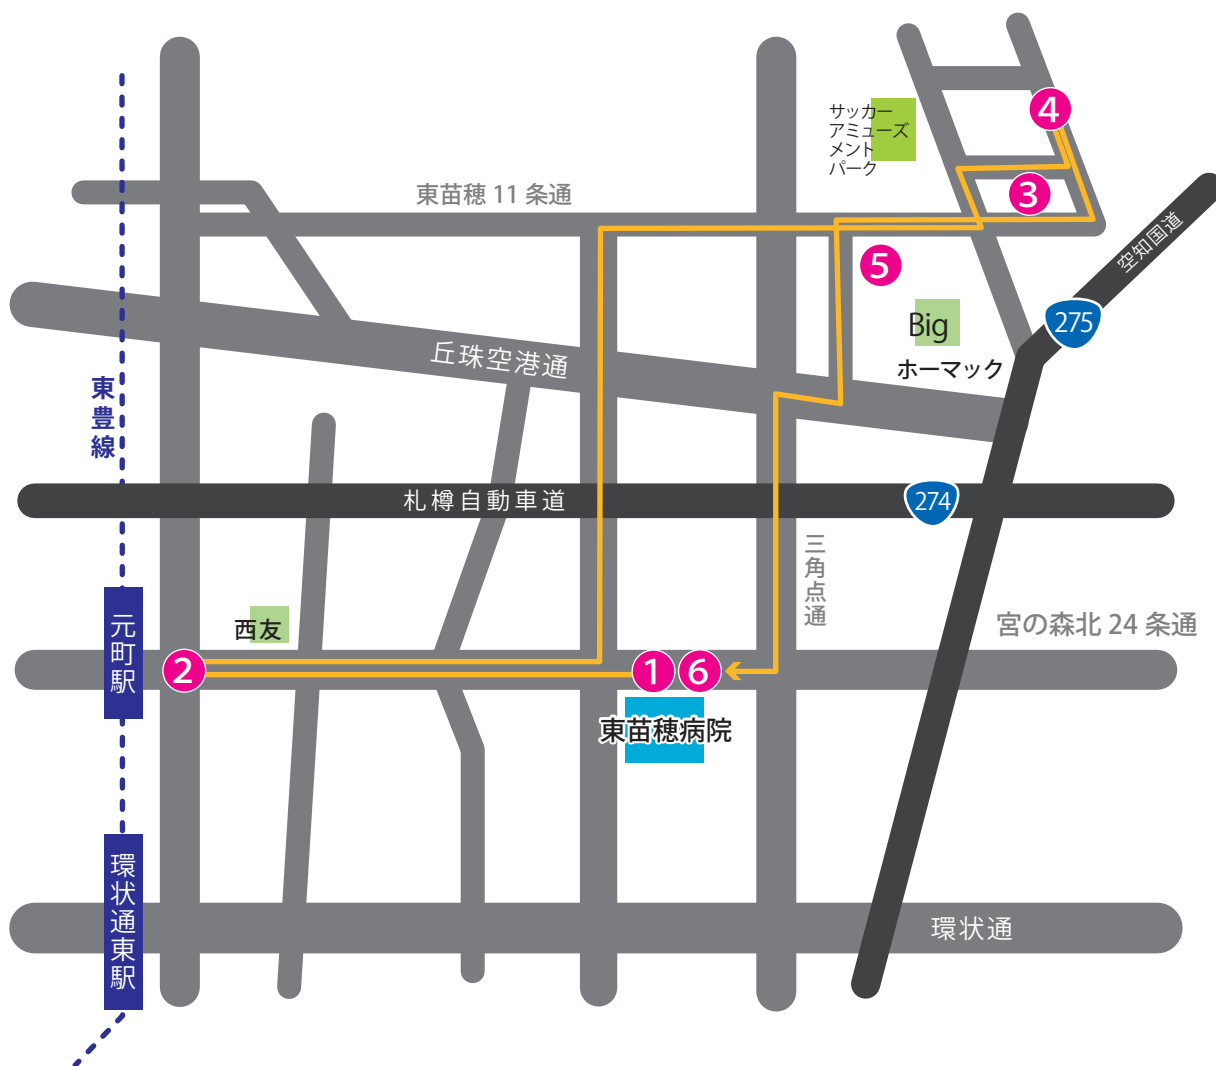 サッカー
アミューズ
メント
パーク
4
3
東苗穂 11 条通
5
空知国道
275
Big
ホーマック
丘珠空港通
東豊線
札樽自動車道
274
三角点通
宮の森北 24 条通
元町駅
西友
2
1
6
東苗穂病院
環状通東駅
環状通